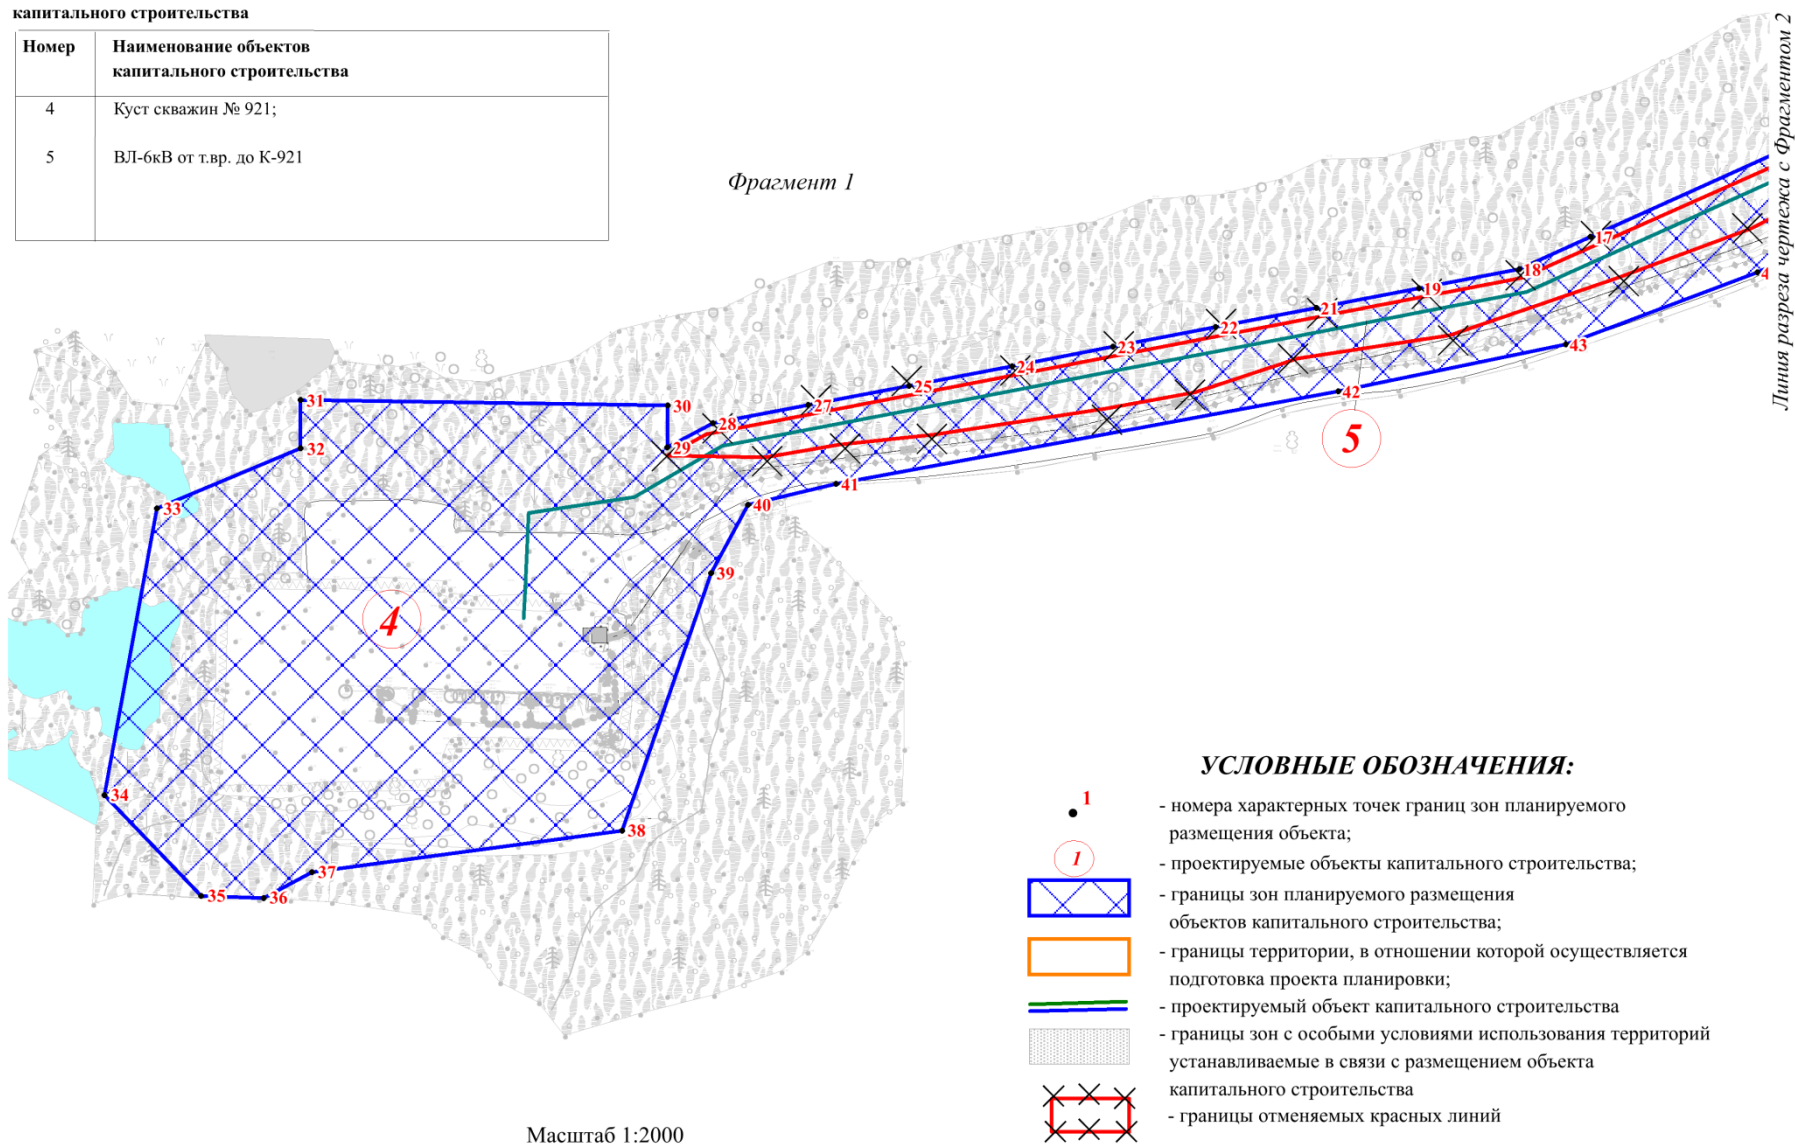 капитального строительства
Номер
Наименование объектов
капитального строительства
4
Куст скважин № 921;
5
ВЛ-6кВ от т.вр. до К-921
Фрагмент 1
Линия разреза чертежа с Фрагментом 2
17
18
19
21
22
23
24
25
27
28
29
30
31
32
33
34
35
36
37
38
39
40
41
42
43
4
4
5
УСЛОВНЫЕ ОБОЗНАЧЕНИЯ:
1
- номера характерных точек границ зон планируемого
размещения объекта;
1
- проектируемые объекты капитального строительства;
- границы зон планируемого размещения
объектов капитального строительства;
- границы территории, в отношении которой осуществляется
подготовка проекта планировки;
- проектируемый объект капитального строительства
- границы зон с особыми условиями использования территорий
устанавливаемые в связи с размещением объекта
капитального строительства
- границы отменяемых красных линий
Масштаб 1:2000